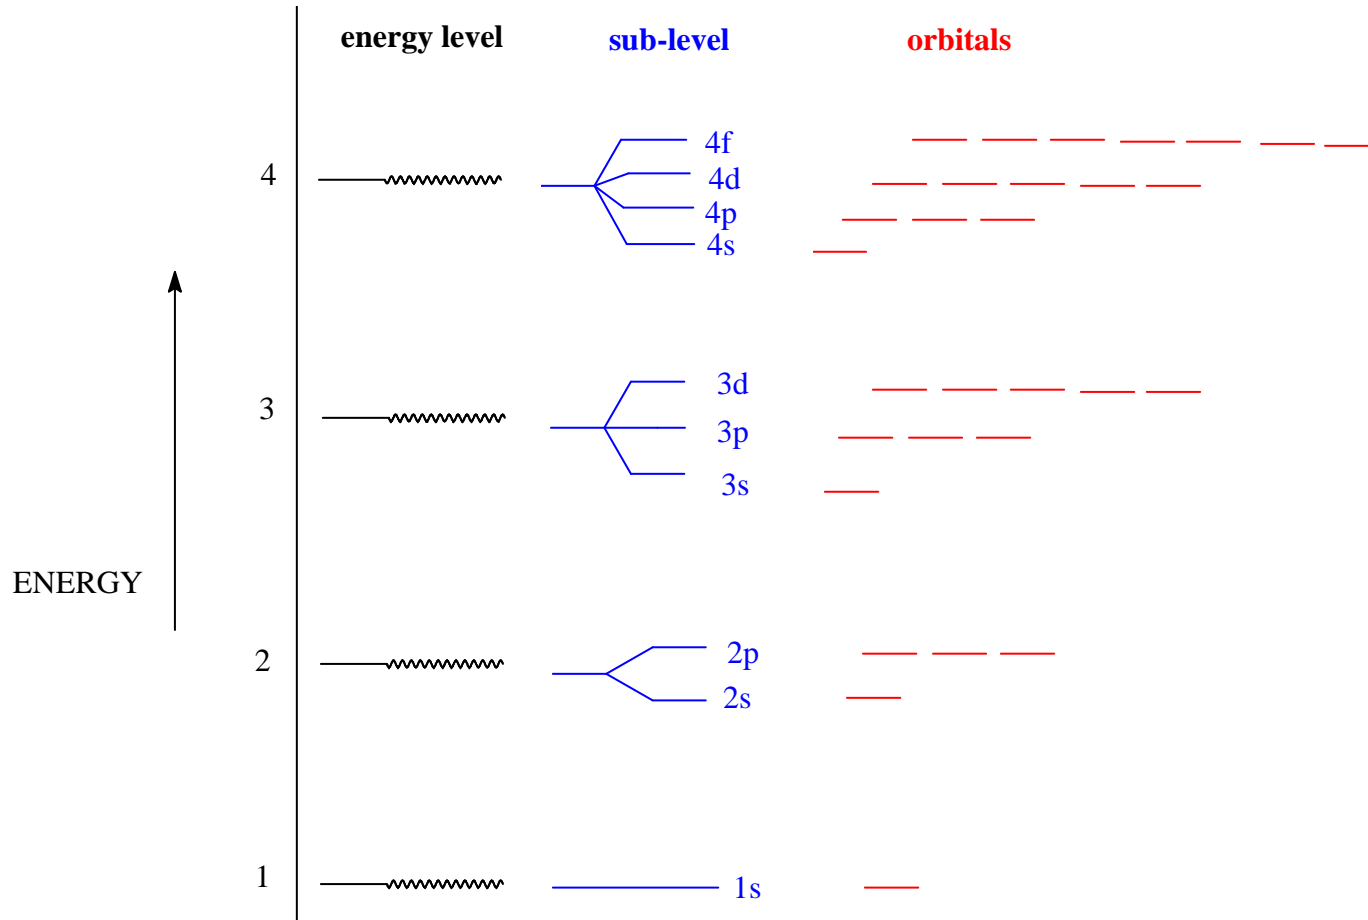 energy level sub-level orbitals
4f
4 4d
4p
4s
3d
3 3p
3s
ENERGY
2 2p
2s
1 1s